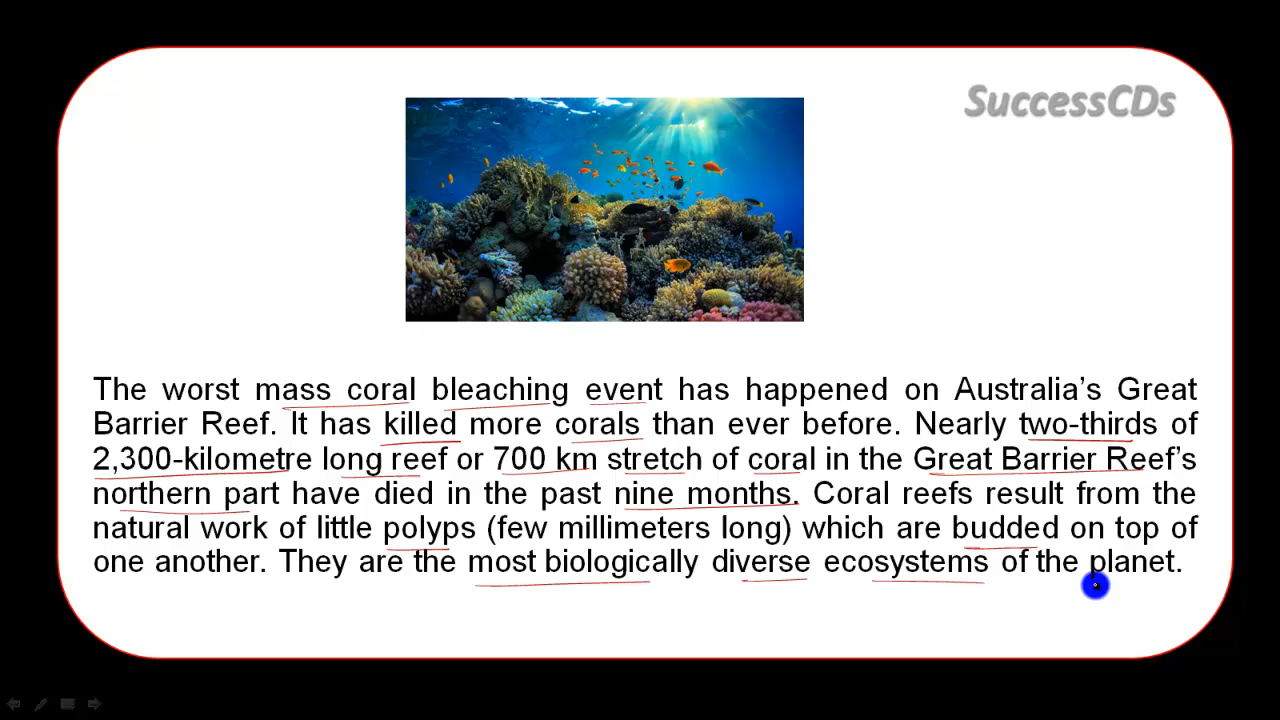 SuccessCDs
The worst mass coral bleaching event has happened on Australia’s Great
Barrier Reef. It has killed more corals than ever before. Nearly two-thirds of
2,300-kilometre long reef or 700 km stretch of coral in the Great Barrier Reef’s
northern part have died in the past nine months. Coral reefs result from the
natural work of little polyps (few millimeters long) which are budded on top of
one another. They are the most biologically diverse ecosystems of the planet.